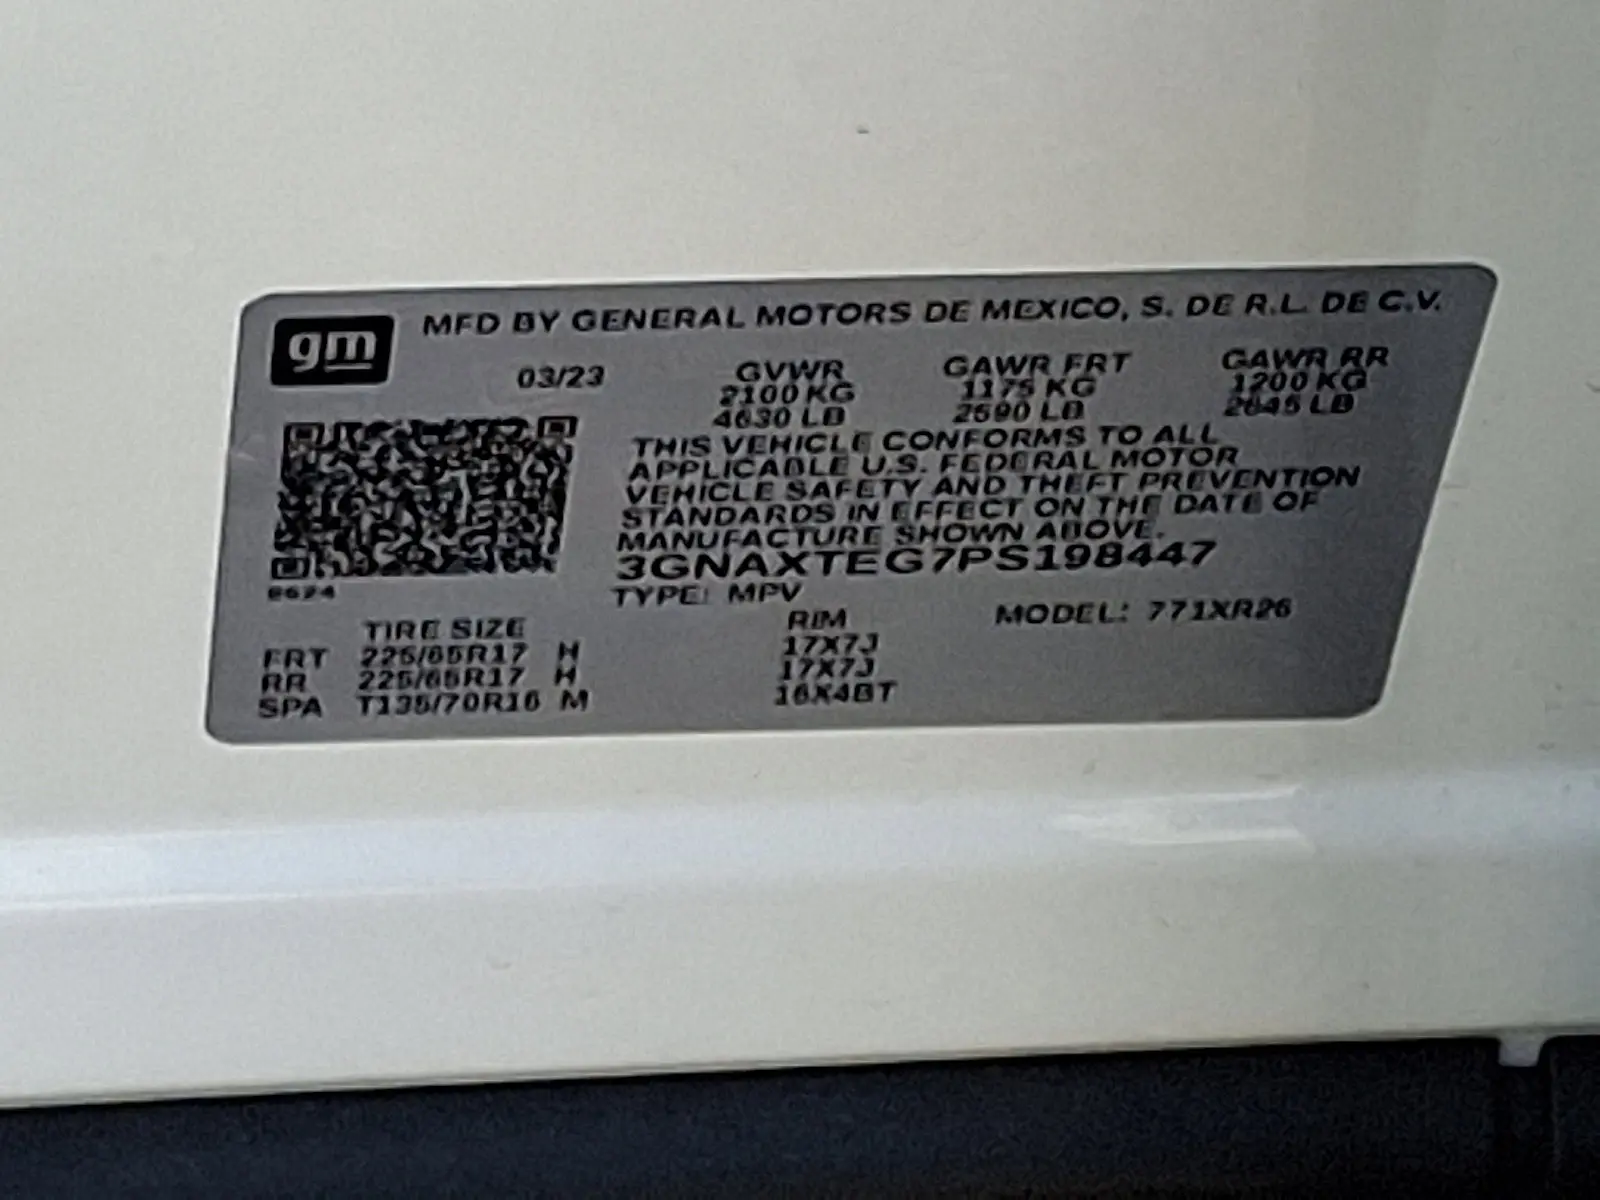 gm MFD BY GENERAL MOTORS DE MEXICO, S. DE R.L. DE C.V.
03/23 GVWR GAWR FRT GAWR RR
2100 KG 1175 KG 1200 KG
4630 LB 2590 LB 2645 LB
THIS VEHICLE CONFORMS TO ALL
APPLICABLE U.S. FEDERAL MOTOR
VEHICLE SAFETY AND THEFT PREVENTION
STANDARDS IN EFFECT ON THE DATE OF
MANUFACTURE SHOWN ABOVE.
3GNAXTEG7PS198447
TYPE: MPV MODEL: 771XR26
TIRE SIZE RIM
FRT 225/65R17 H 17X7J
RR 225/65R17 H 17X7J
SPA T135/70R16 M 16X4BT